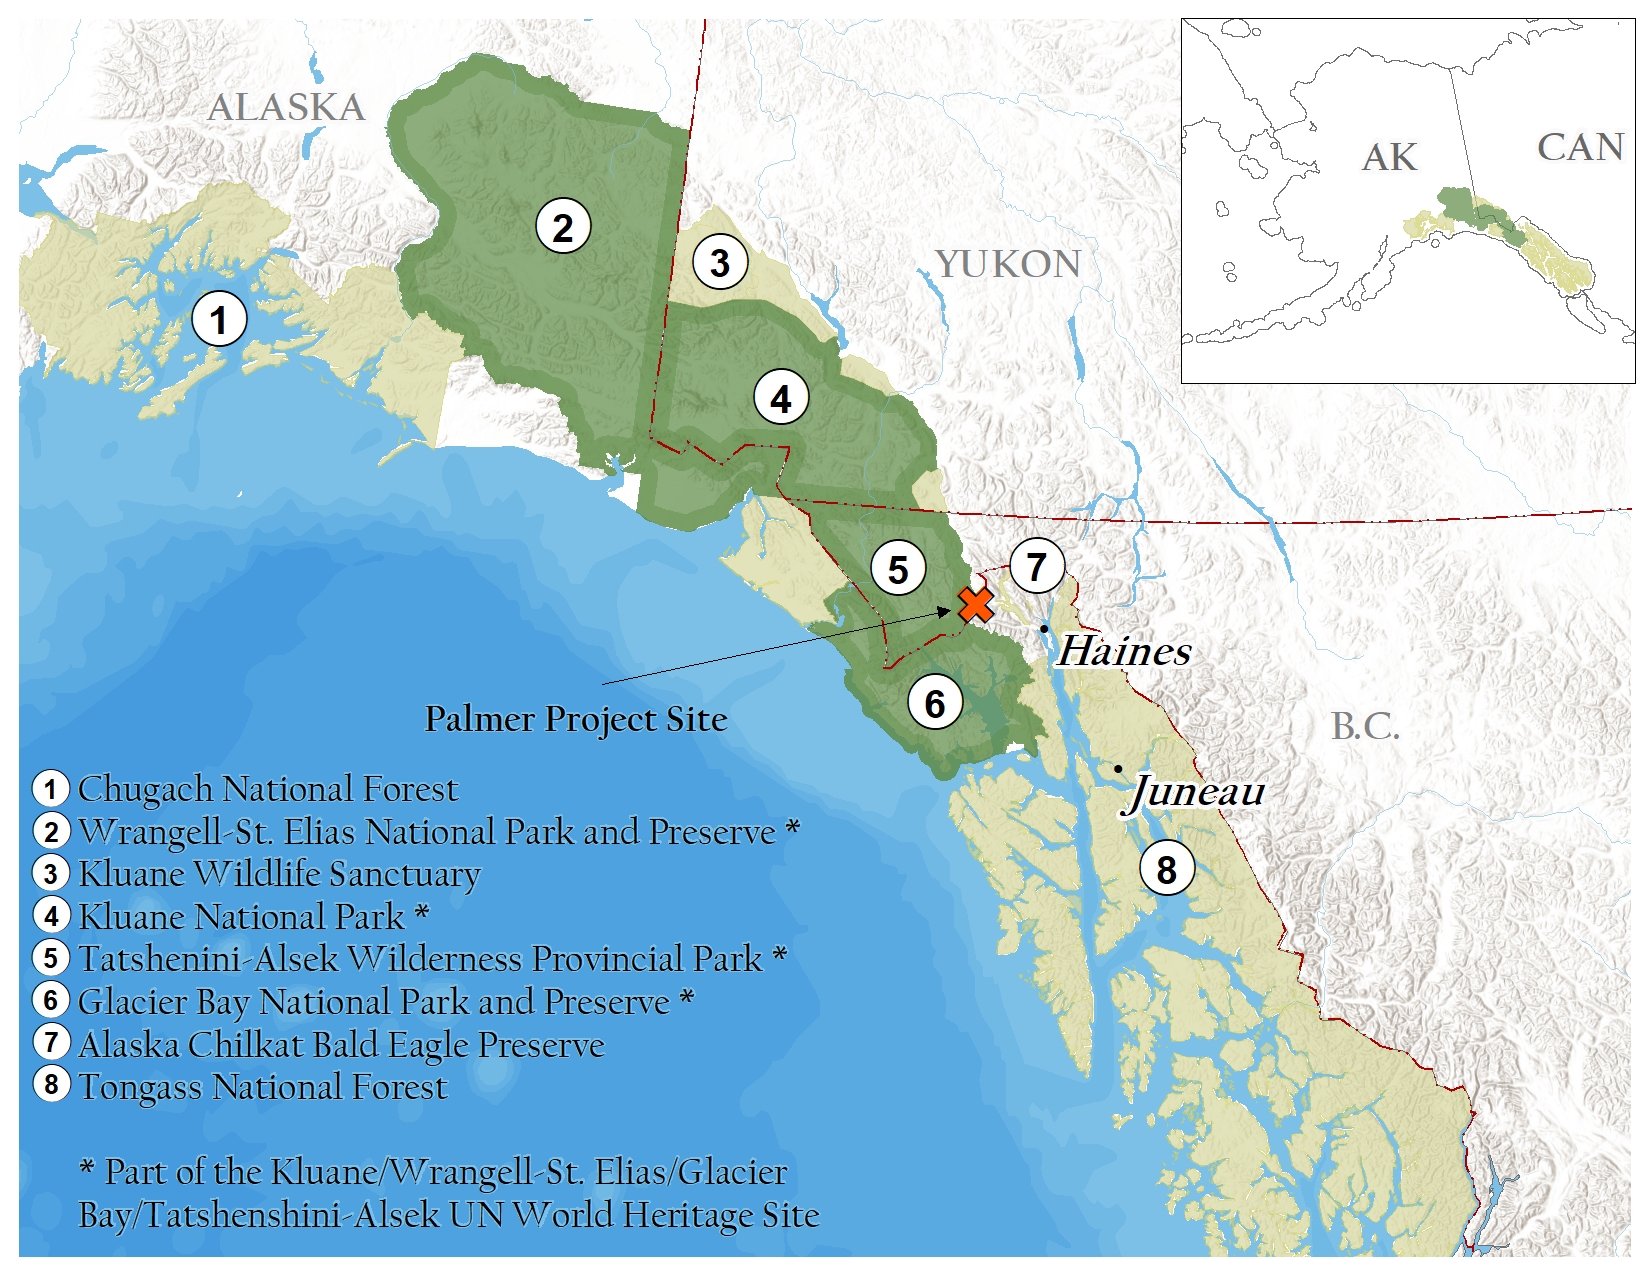 ALASKA
AK
CAN
2
3
YUKON
1
4
5
7
Haines
6
Palmer Project Site
B.C.
Juneau
8
1 Chugach National Forest
2 Wrangell-St. Elias National Park and Preserve *
3 Kluane Wildlife Sanctuary
4 Kluane National Park *
5 Tatshenini-Alsek Wilderness Provincial Park *
6 Glacier Bay National Park and Preserve *
7 Alaska Chilkat Bald Eagle Preserve
8 Tongass National Forest
* Part of the Kluane/Wrangell-St. Elias/Glacier
Bay/Tatshenshini-Alsek UN World Heritage Site